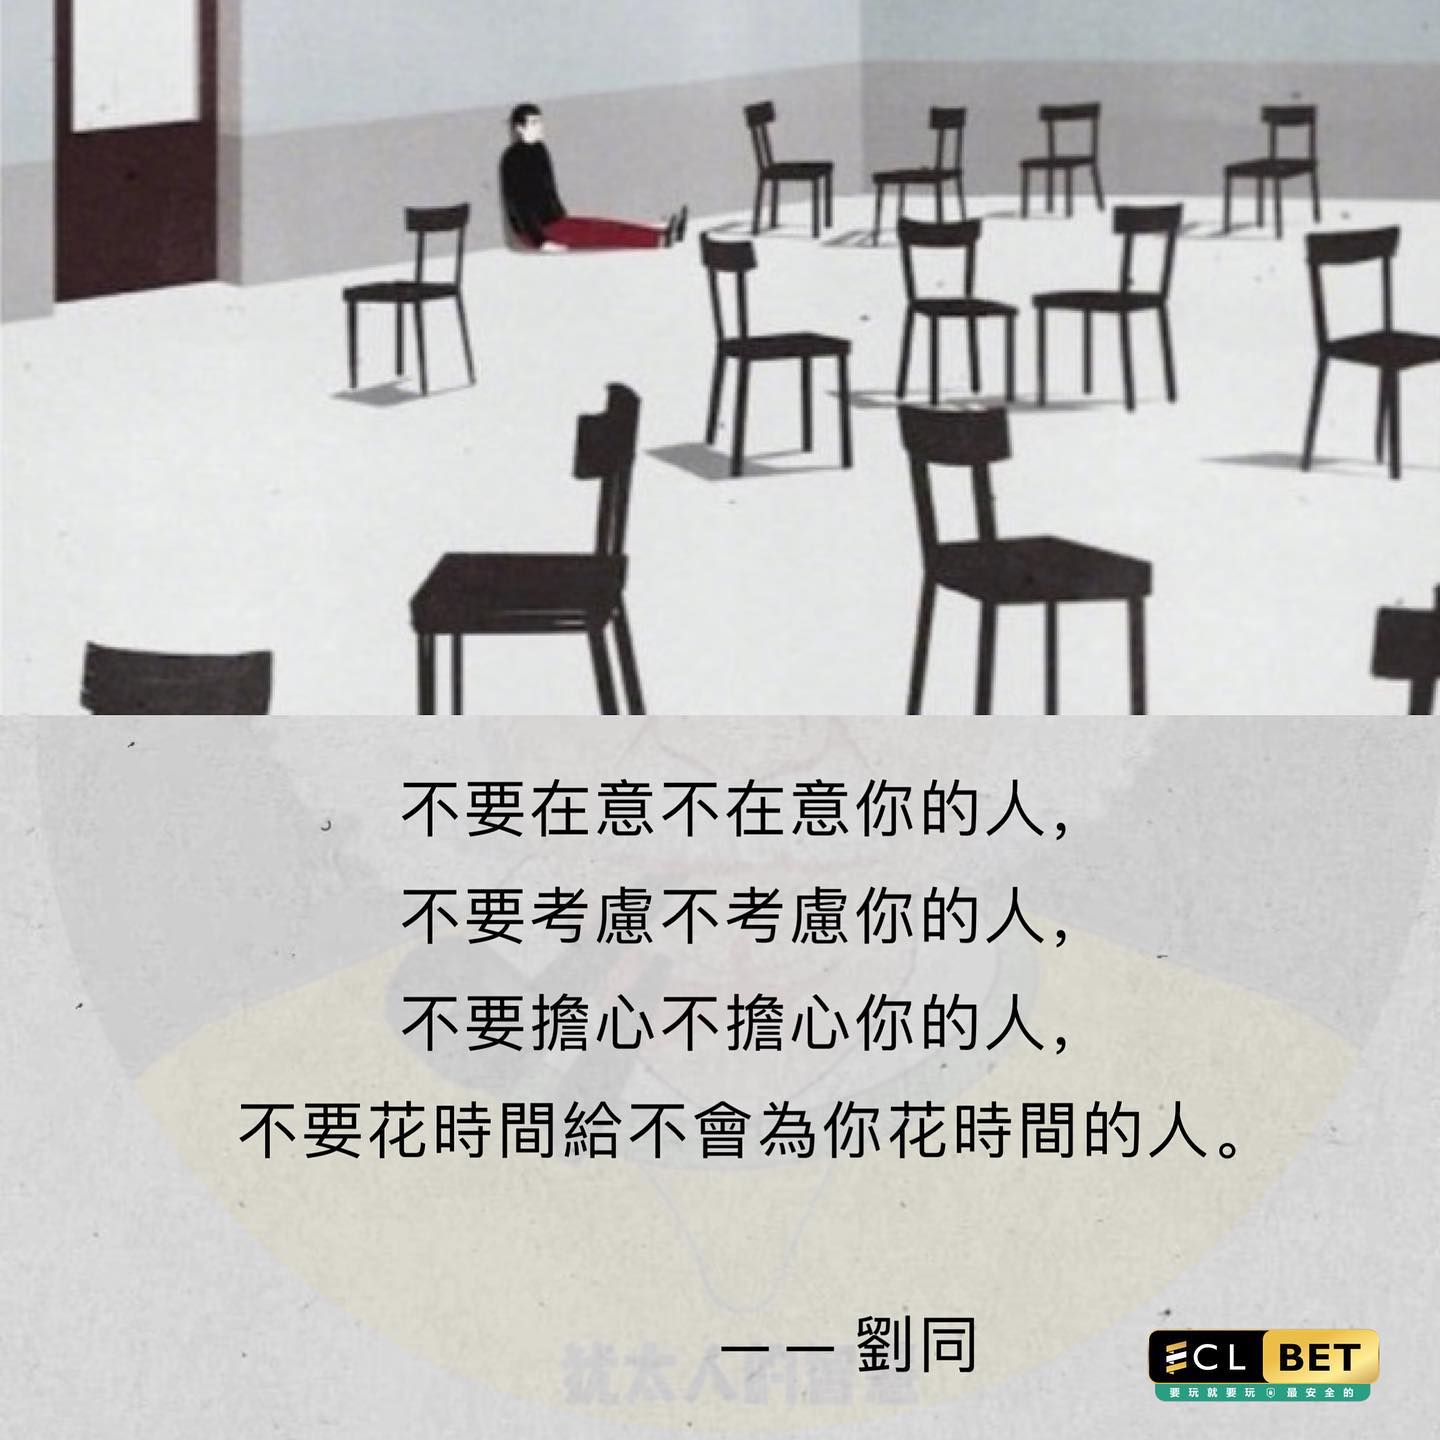 不要在意不在意你的人，
不要考慮不考慮你的人，
不要擔心不擔心你的人，
不要花時間給不會為你花時間的人。
——劉同
ECL BET
要玩就要玩最安全的